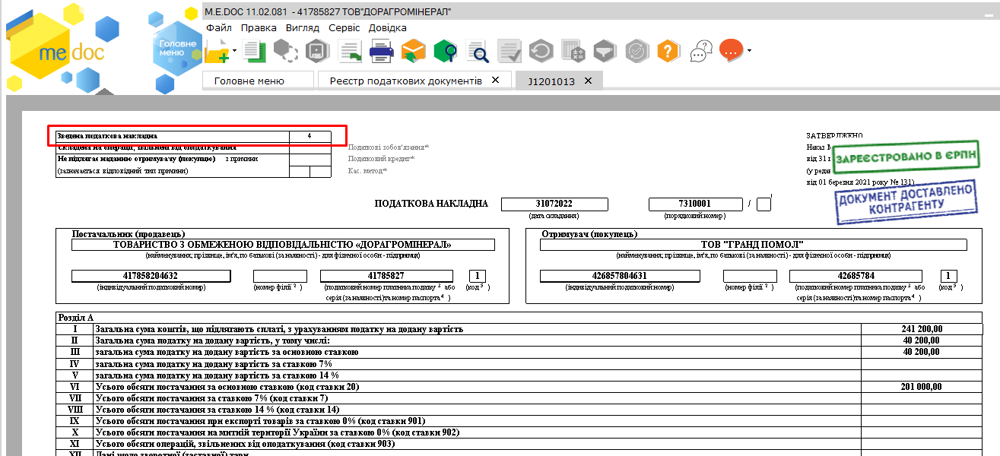 M.E.DOC 11.02.081 - 41785827 ТОВ"ДОРАГРОМІНЕРАЛ"
Файл Правка Вигляд Сервіс Довідка
me doc
Головне меню
Головне меню Реєстр податкових документів J1201013
Зведена податкова накладна 4
Складена на операції, звільнені від оподаткування
Не підлягає наданню отримувачу (покупцю) з причини
(зазначається відповідний тип причини)
Податкові зобов'язання*
Податковий кредит*
Кас. метод*
ЗАТВЕРДЖЕНО
Наказ
від 31
(у
від 01 березня 2021 року № 131)
ЗАРЕЄСТРОВАНО В ЄРПН
ДОКУМЕНТ ДОСТАВЛЕНО
КОНТРАГЕНТУ
ПОДАТКОВА НАКЛАДНА 31072022 7310001 /
(дата складання) (порядковий номер)
Постачальник (продавець)
ТОВАРИСТВО З ОБМЕЖЕНОЮ ВІДПОВІДАЛЬНІСТЮ «ДОРАГРОМІНЕРАЛ»
(найменування; прізвище, ім'я, по батькові (за наявності) - для фізичної особи - підприємця)
417858204632 41785827 1
(індивідуальний податковий номер) (номер філії 2 ) (податковий номер платника податку 3 або (код 5 )
серія (за наявності) та номер паспорта 4 )
Отримувач (покупець)
ТОВ "ГРАНД ПОМОЛ"
(найменування; прізвище, ім'я, по батькові (за наявності) - для фізичної особи - підприємця)
426857804631 42685784 1
(індивідуальний податковий номер) (номер філії 2 ) (податковий номер платника податку 3 або (код 5 )
серія (за наявності) та номер паспорта 4 )
Розділ А
I Загальна сума коштів, що підлягають сплаті, з урахуванням податку на додану вартість 241 200,00
II Загальна сума податку на додану вартість, у тому числі: 40 200,00
III загальна сума податку на додану вартість за основною ставкою 40 200,00
IV загальна сума податку на додану вартість за ставкою 7%
V загальна сума податку на додану вартість за ставкою 14 %
VI Усього обсяги постачання за основною ставкою (код ставки 20) 201 000,00
VII Усього обсяги постачання за ставкою 7% (код ставки 7)
VIII Усього обсяги постачання за ставкою 14 % (код ставки 14)
IX Усього обсяги постачання при експорті товарів за ставкою 0% (код ставки 901)
X Усього обсяги постачання на митній території України за ставкою 0% (код ставки 902)
XI Усього обсяги операцій, звільнених від оподаткування (код ставки 903)
XII Дані щодо зворотної (заставної) тари